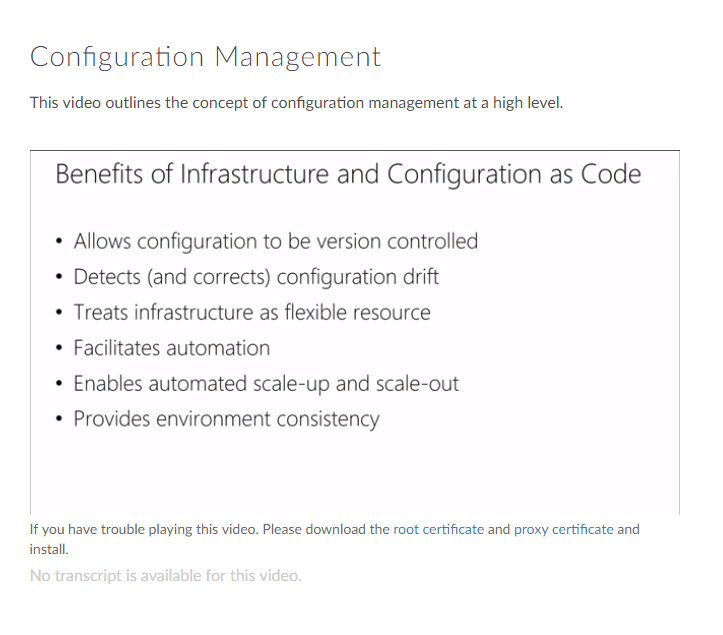 Configuration Management
This video outlines the concept of configuration management at a high level.
Benefits of Infrastructure and Configuration as Code
• Allows configuration to be version controlled
• Detects (and corrects) configuration drift
• Treats infrastructure as flexible resource
• Facilitates automation
• Enables automated scale-up and scale-out
• Provides environment consistency
If you have trouble playing this video. Please download the root certificate and proxy certificate and
install.
No transcript is available for this video.